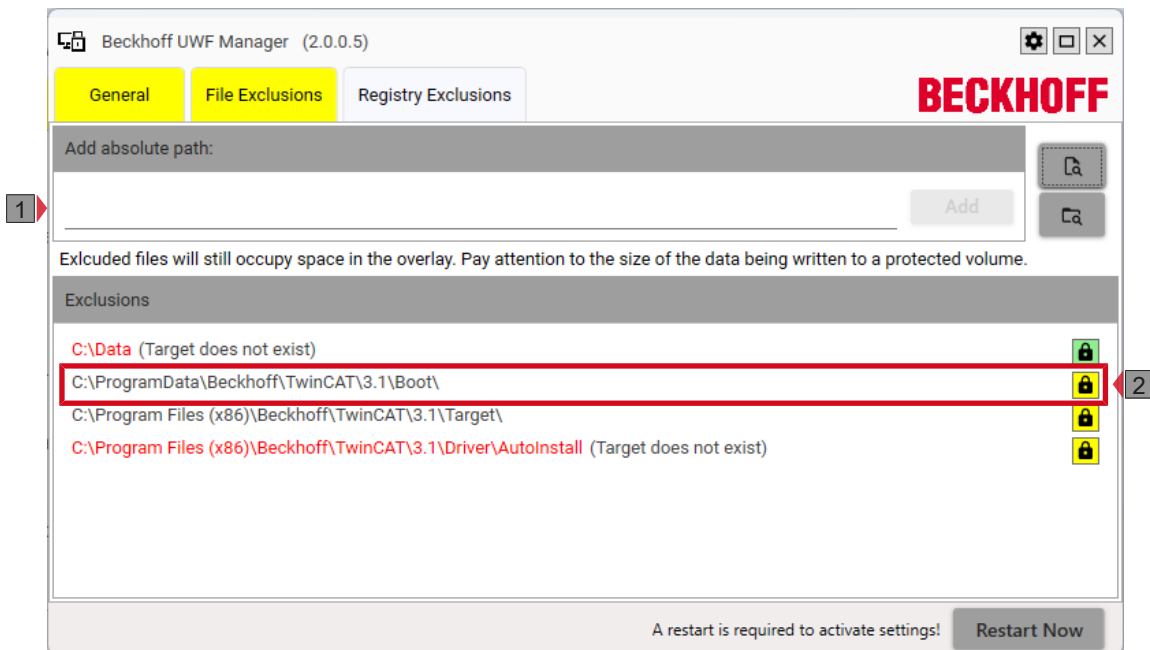 Beckhoff UWF Manager (2.0.0.5)
General File Exclusions Registry Exclusions
BECKHOFF
Add absolute path:
1
Add
Exlcuded files will still occupy space in the overlay. Pay attention to the size of the data being written to a protected volume.
Exclusions
C:\Data (Target does not exist)
C:\ProgramData\Beckhoff\TwinCAT\3.1\Boot\
2
C:\Program Files (x86)\Beckhoff\TwinCAT\3.1\Target\
C:\Program Files (x86)\Beckhoff\TwinCAT\3.1\Driver\AutoInstall (Target does not exist)
A restart is required to activate settings! Restart Now